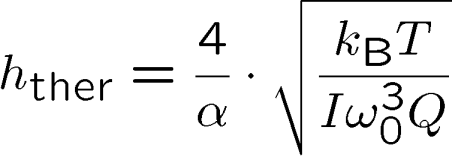 h_ther = 4/α · √(k_B T / I ω_0^3 Q)